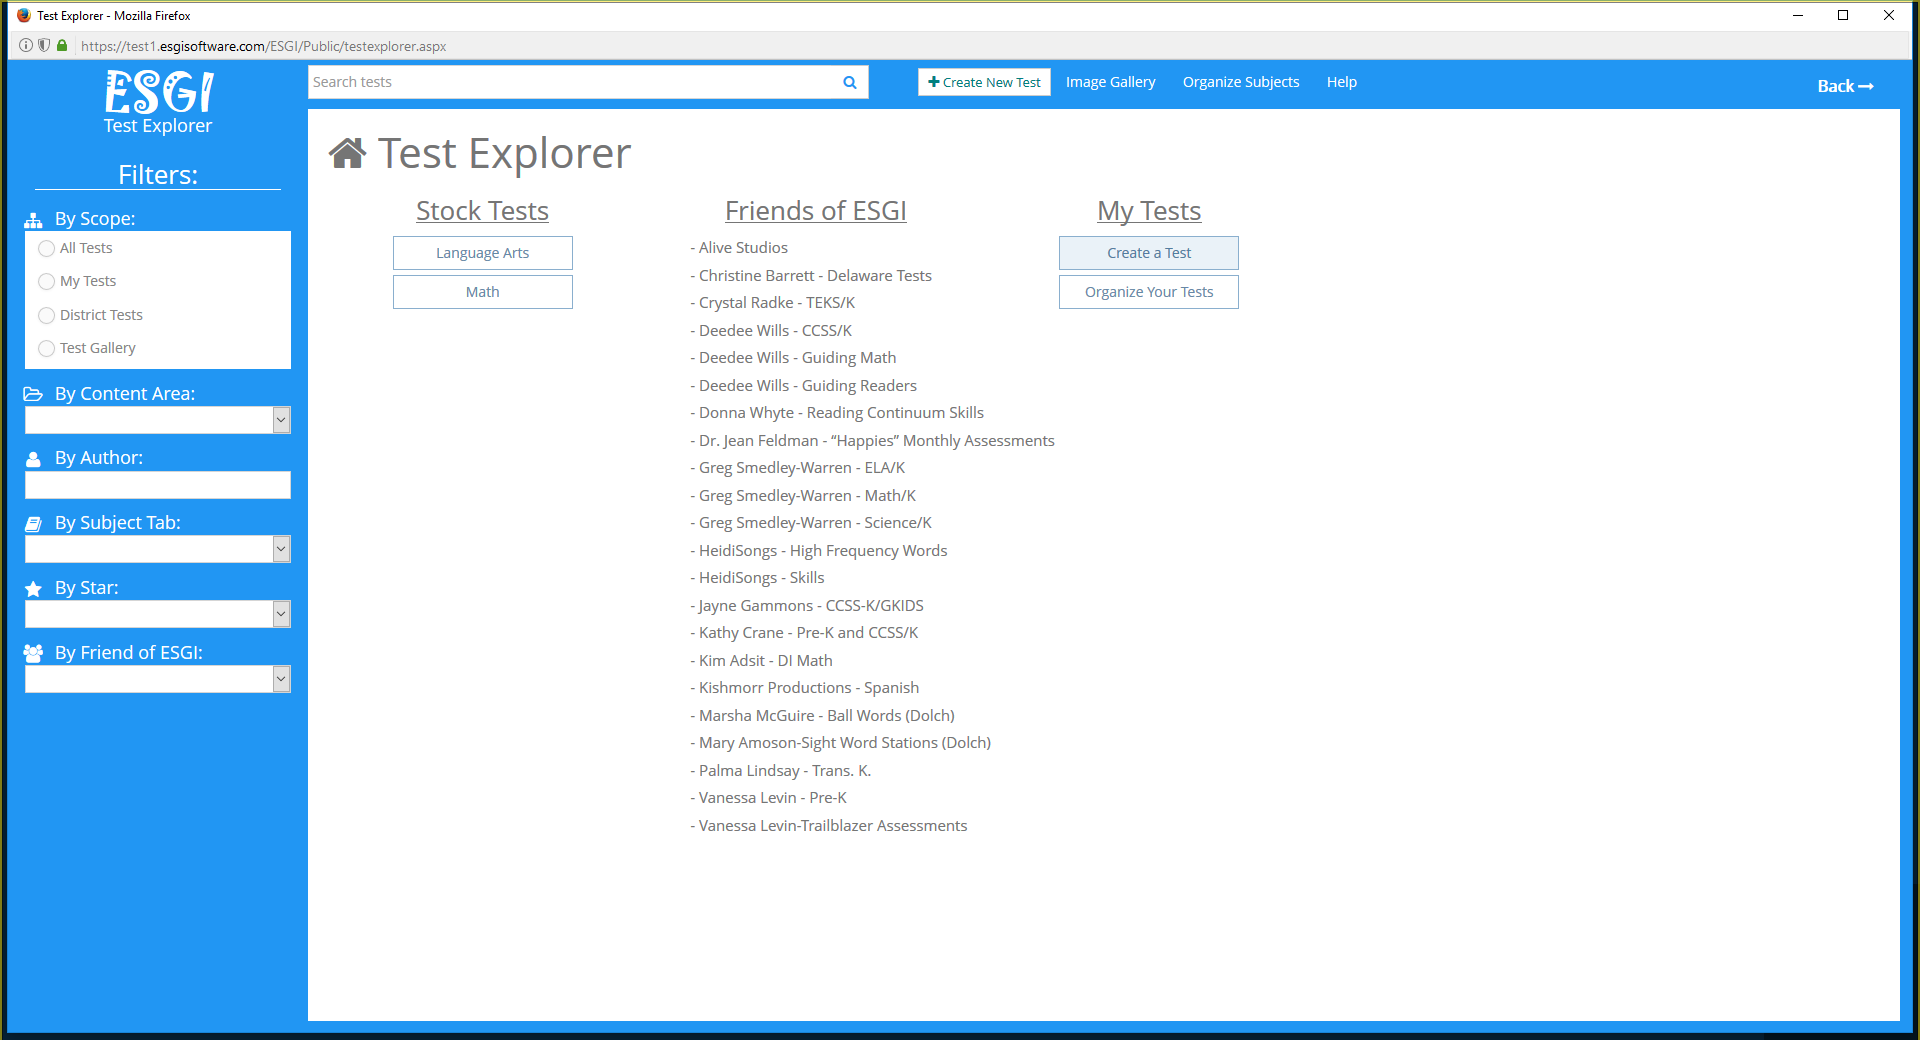 Test Explorer - Mozilla Firefox
https://test1.esgisoftware.com/ESGI/Public/testexplorer.aspx
ESGI
Test Explorer
Search tests
Create New Test
Image Gallery
Organize Subjects
Help
Back
Filters:
By Scope:
All Tests
My Tests
District Tests
Test Gallery
By Content Area:
By Author:
By Subject Tab:
By Star:
By Friend of ESGI:
Test Explorer
Stock Tests
Language Arts
Math
Friends of ESGI
- Alive Studios
- Christine Barrett - Delaware Tests
- Crystal Radke - TEKS/K
- Deedee Wills - CCSS/K
- Deedee Wills - Guiding Math
- Deedee Wills - Guiding Readers
- Donna Whyte - Reading Continuum Skills
- Dr. Jean Feldman - “Happies” Monthly Assessments
- Greg Smedley-Warren - ELA/K
- Greg Smedley-Warren - Math/K
- Greg Smedley-Warren - Science/K
- HeidiSongs - High Frequency Words
- HeidiSongs - Skills
- Jayne Gammons - CCSS-K/GKIDS
- Kathy Crane - Pre-K and CCSS/K
- Kim Adsit - DI Math
- Kishmorr Productions - Spanish
- Marsha McGuire - Ball Words (Dolch)
- Mary Amoson-Sight Word Stations (Dolch)
- Palma Lindsay - Trans. K.
- Vanessa Levin - Pre-K
- Vanessa Levin-Trailblazer Assessments
My Tests
Create a Test
Organize Your Tests